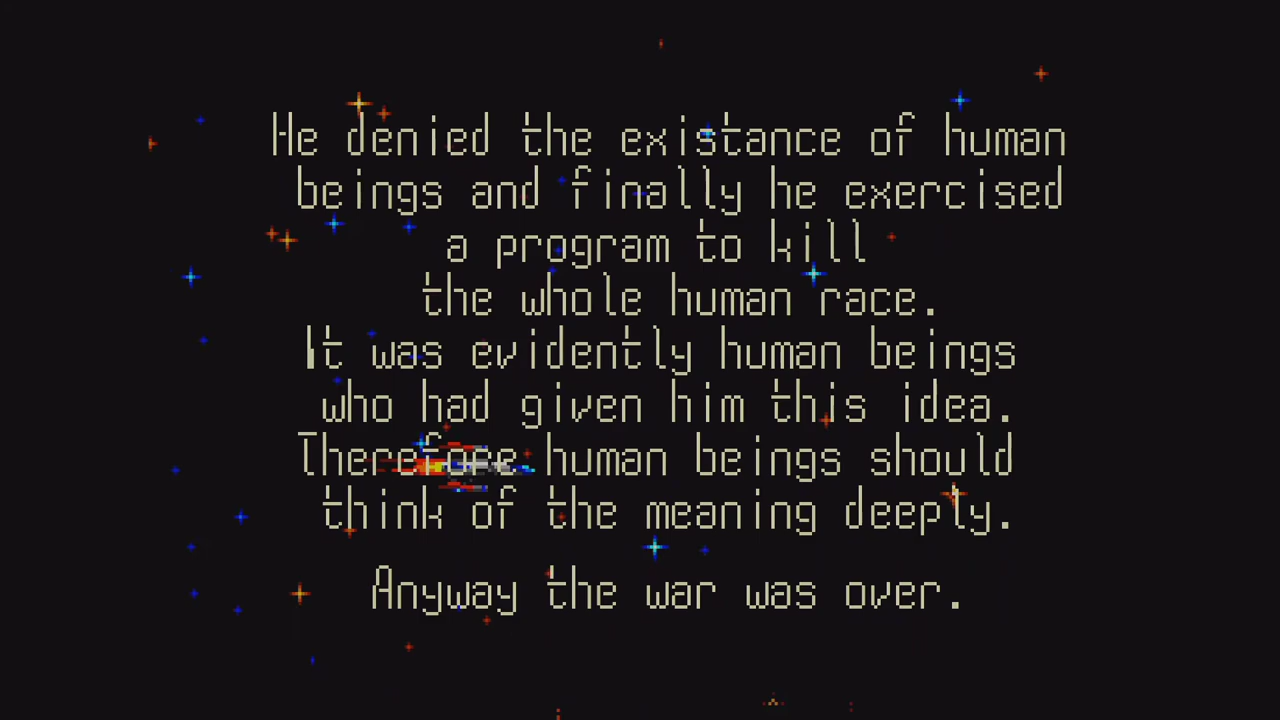 He denied the existance of human
beings and finally he exercised
a program to kill
the whole human race.
It was evidently human beings
who had given him this idea.
Therefore human beings should
think of the meaning deeply.
Anyway the war was over.